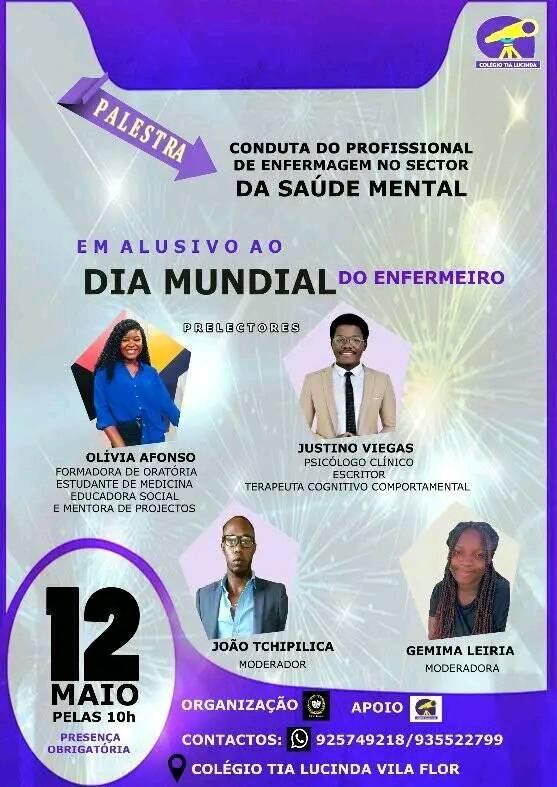 COLÉGIO TIA LUCINDA
PALESTRA
CONDUTA DO PROFISSIONAL
DE ENFERMAGEM NO SECTOR
DA SAÚDE MENTAL
EM ALUSIVO AO
DIA MUNDIAL DO ENFERMEIRO
PRELECTORES
OLÍVIA AFONSO
FORMADORA DE ORATÓRIA
ESTUDANTE DE MEDICINA
EDUCADORA SOCIAL
E MENTORA DE PROJECTOS
JUSTINO VIEGAS
PSICÓLOGO CLÍNICO
ESCRITOR
TERAPEUTA COGNITIVO COMPORTAMENTAL
JOÃO TCHIPILICA
MODERADOR
GEMIMA LEIRIA
MODERADORA
12
MAIO
PELAS 10h
PRESENÇA
OBRIGATÓRIA
ORGANIZAÇÃO
APOIO
CONTACTOS: 925749218/935522799
COLÉGIO TIA LUCINDA VILA FLOR